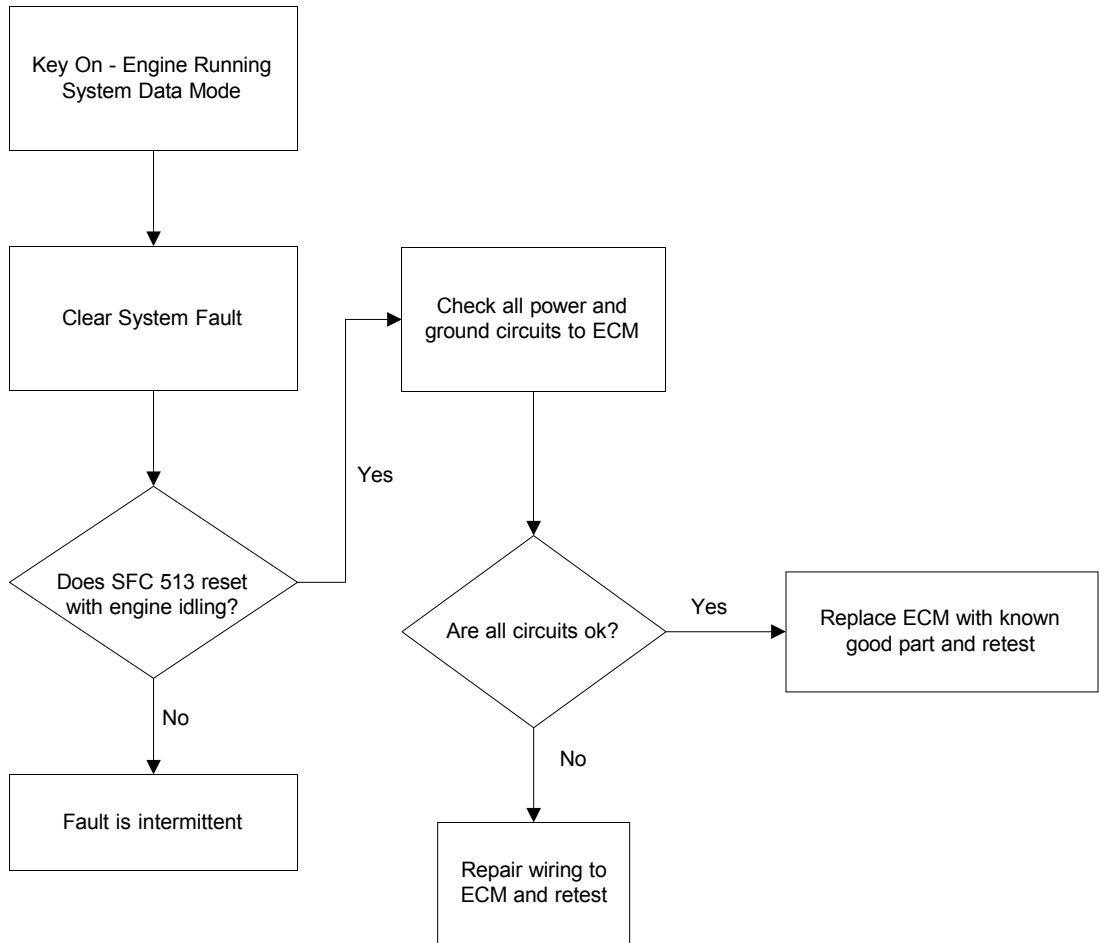 Key On - Engine Running
System Data Mode
Clear System Fault
Does SFC 513 reset
with engine idling?
Yes
No
Fault is intermittent
Check all power and
ground circuits to ECM
Are all circuits ok?
Yes
Replace ECM with known
good part and retest
No
Repair wiring to
ECM and retest